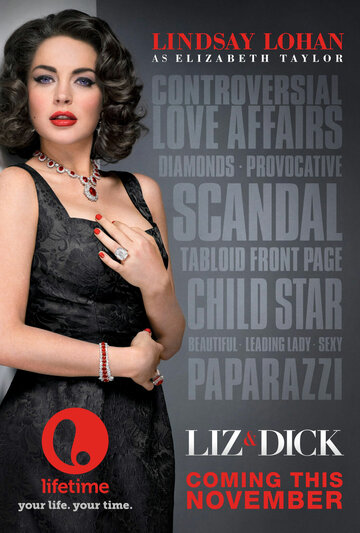 LINDSAY LOHAN
AS ELIZABETH TAYLOR
CONTROVERSIAL
LOVE AFFAIRS
DIAMONDS · PROVOCATIVE
SCANDAL
TABLOID FRONT PAGE
CHILD STAR
BEAUTIFUL · LEADING LADY · SEXY
PAPARAZZI
LIZ & DICK
COMING THIS
NOVEMBER
lifetime
your life. your time.